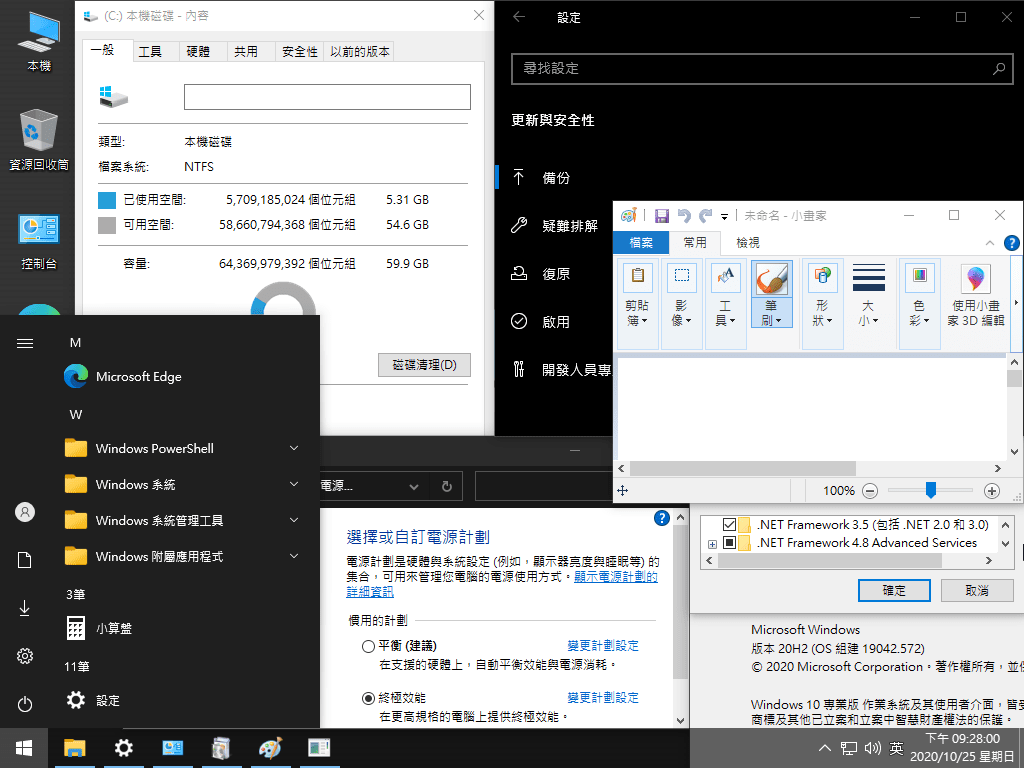 本機
資源回收筒
控制台
(C:) 本機磁碟 - 內容
一般 工具 硬體 共用 安全性 以前的版本
類型: 本機磁碟
檔案系統: NTFS
已使用空間: 5,709,185,024 個位元組 5.31 GB
可用空間: 58,660,794,368 個位元組 54.6 GB
容量: 64,369,979,392 個位元組 59.9 GB
磁碟清理(D)
設定
尋找設定
更新與安全性
備份
疑難排解
復原
啟用
開發人員專
未命名 - 小畫家
檔案 常用 檢視
剪貼簿
影像
工具
筆刷
形狀
大小
色彩
使用小畫家 3D 編輯
100%
M
Microsoft Edge
W
Windows PowerShell
Windows 系統
Windows 系統管理工具
Windows 附屬應用程式
3筆
小算盤
11筆
設定
電源...
選擇或自訂電源計劃
電源計劃是硬體與系統設定 (例如，顯示器亮度與睡眠等) 的
集合，可用來管理您電腦的電源使用方式。顯示電源計劃的
詳細資訊
慣用的計劃
平衡 (建議) 變更計劃設定
在支援的硬體上，自動平衡效能與電源消耗。
終極效能 變更計劃設定
在更高規格的電腦上提供終極效能。
.NET Framework 3.5 (包括 .NET 2.0 和 3.0)
.NET Framework 4.8 Advanced Services
確定 取消
Microsoft Windows
版本 20H2 (OS 組建 19042.572)
© 2020 Microsoft Corporation。著作權所有，並保
Windows 10 專業版 作業系統及其使用者介面，皆受
商標及其他已立案和立案中智慧財產權法的保護。
英
下午 09:28:00
2020/10/25 星期日